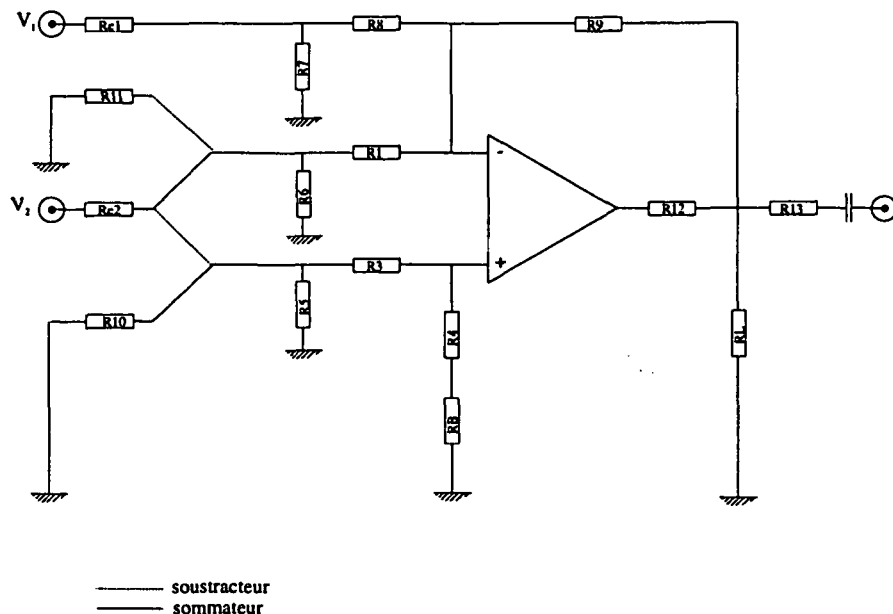 V1 Rc1 R8 R9
R7
R11
R1
-
R6
V2 Rc2 R12 R13
R3 +
R5
R10 R4 RL
RB
soustracteur
sommateur